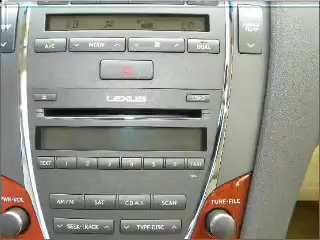 A/C MODE DUAL
LEXUS
TEXT 1 2 3 4 5 6 TRAF
PWR·VOL AM·FM SAT CD·AUX SCAN TUNE·FILE
SEEK/TRACK TYPE DISC